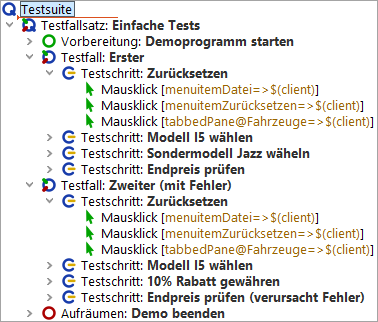 Testsuite
Testfallsatz: Einfache Tests
Vorbereitung: Demoprogramm starten
Testfall: Erster
Testschritt: Zurücksetzen
Mausklick [menuitemDatei=>$(client)]
Mausklick [menuitemZurücksetzen=>$(client)]
Mausklick [tabbedPane@Fahrzeuge=>$(client)]
Testschritt: Modell I5 wählen
Testschritt: Sondermodell Jazz wäheln
Testschritt: Endpreis prüfen
Testfall: Zweiter (mit Fehler)
Testschritt: Zurücksetzen
Mausklick [menuitemDatei=>$(client)]
Mausklick [menuitemZurücksetzen=>$(client)]
Mausklick [tabbedPane@Fahrzeuge=>$(client)]
Testschritt: Modell I5 wählen
Testschritt: 10% Rabatt gewähren
Testschritt: Endpreis prüfen (verursacht Fehler)
Aufräumen: Demo beenden